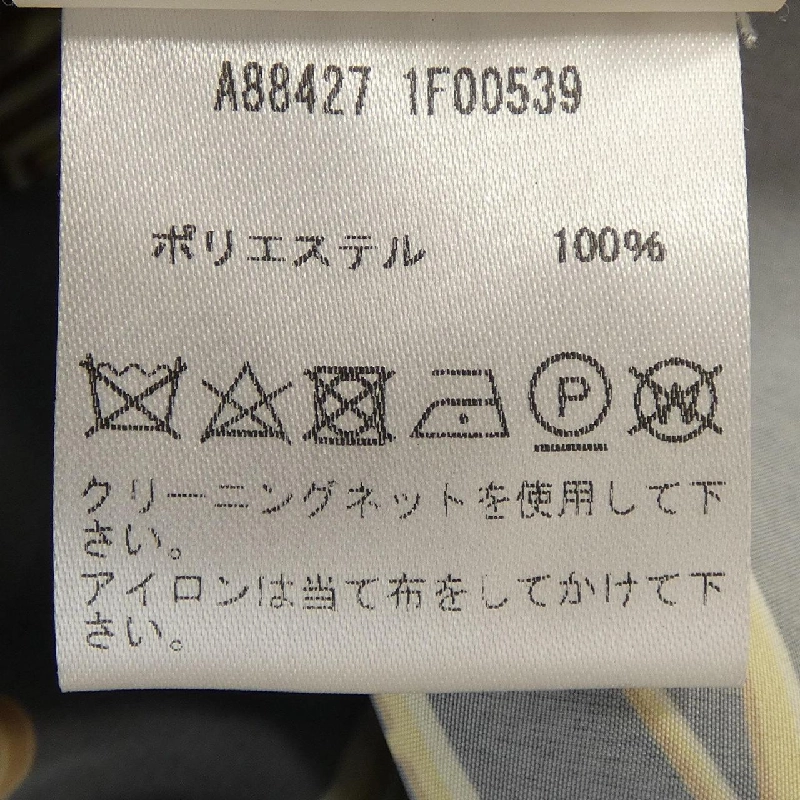 A88427 1F00539
ポリエステル 100%
P W
クリーニングネットを使用して下
さい。
アイロンは当て布をしてかけて下
さい。